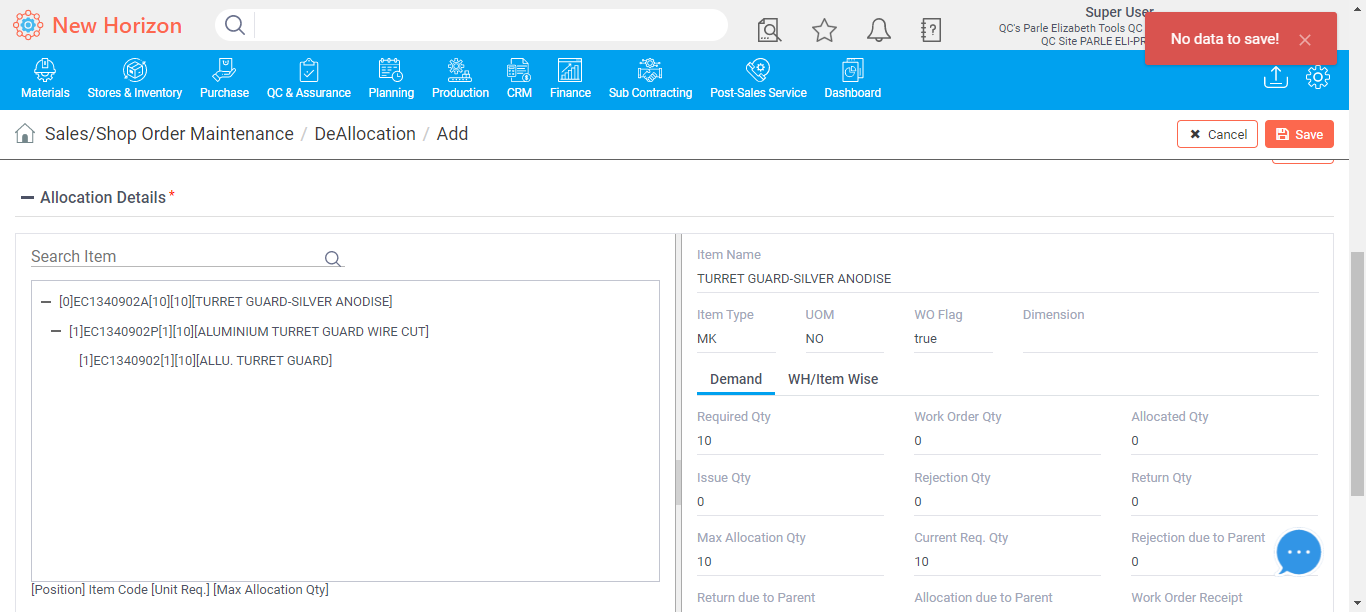 New Horizon
Super User
QC's Parle Elizabeth Tools QC
QC Site PARLE ELI-PR
No data to save!
Materials
Stores & Inventory
Purchase
QC & Assurance
Planning
Production
CRM
Finance
Sub Contracting
Post-Sales Service
Dashboard
Sales/Shop Order Maintenance / DeAllocation / Add
Cancel
Save
Allocation Details *
Search Item
[0]EC1340902A[10][10][TURRET GUARD-SILVER ANODISE]
[1]EC1340902P[1][10][ALUMINIUM TURRET GUARD WIRE CUT]
[1]EC1340902[1][10][ALLU. TURRET GUARD]
[Position] Item Code [Unit Req.] [Max Allocation Qty]
Item Name
TURRET GUARD-SILVER ANODISE
Item Type UOM WO Flag Dimension
MK NO true
Demand WH/Item Wise
Required Qty Work Order Qty Allocated Qty
10 0 0
Issue Qty Rejection Qty Return Qty
0 0 0
Max Allocation Qty Current Req. Qty Rejection due to Parent
10 10 0
Return due to Parent Allocation due to Parent Work Order Receipt